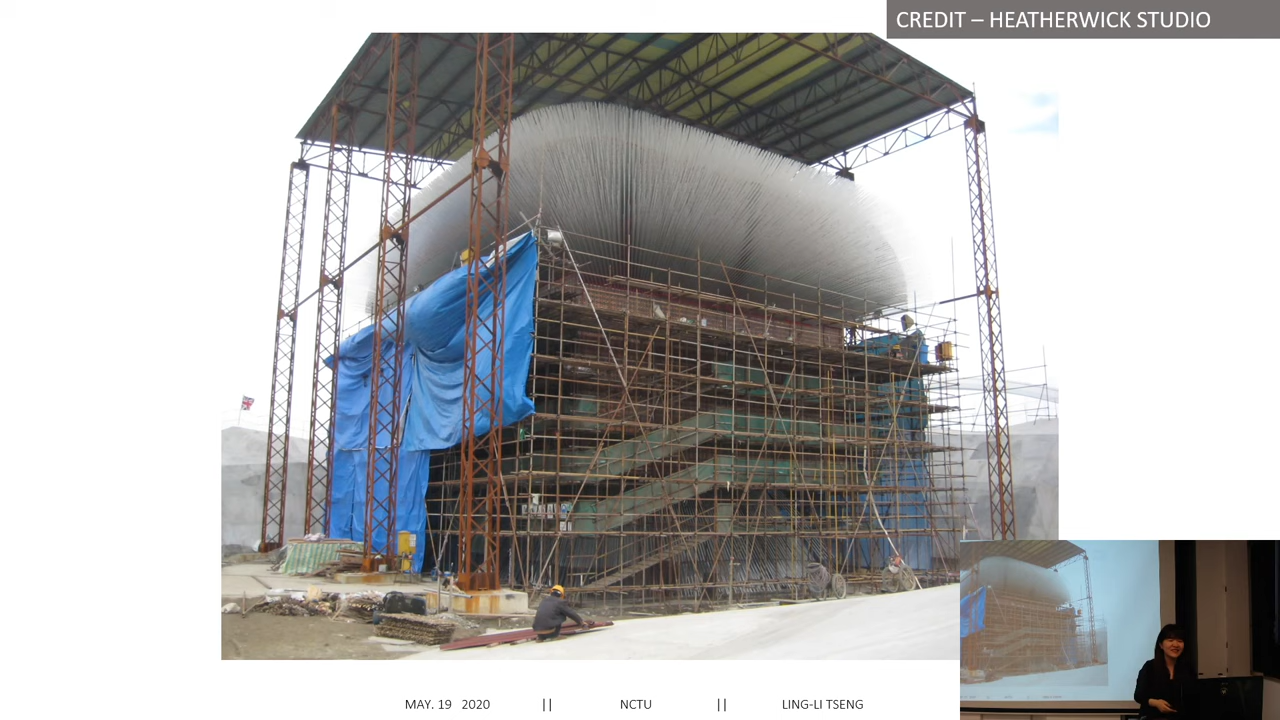 CREDIT – HEATHERWICK STUDIO
MAY. 19 2020 || NCTU || LING-LI TSENG